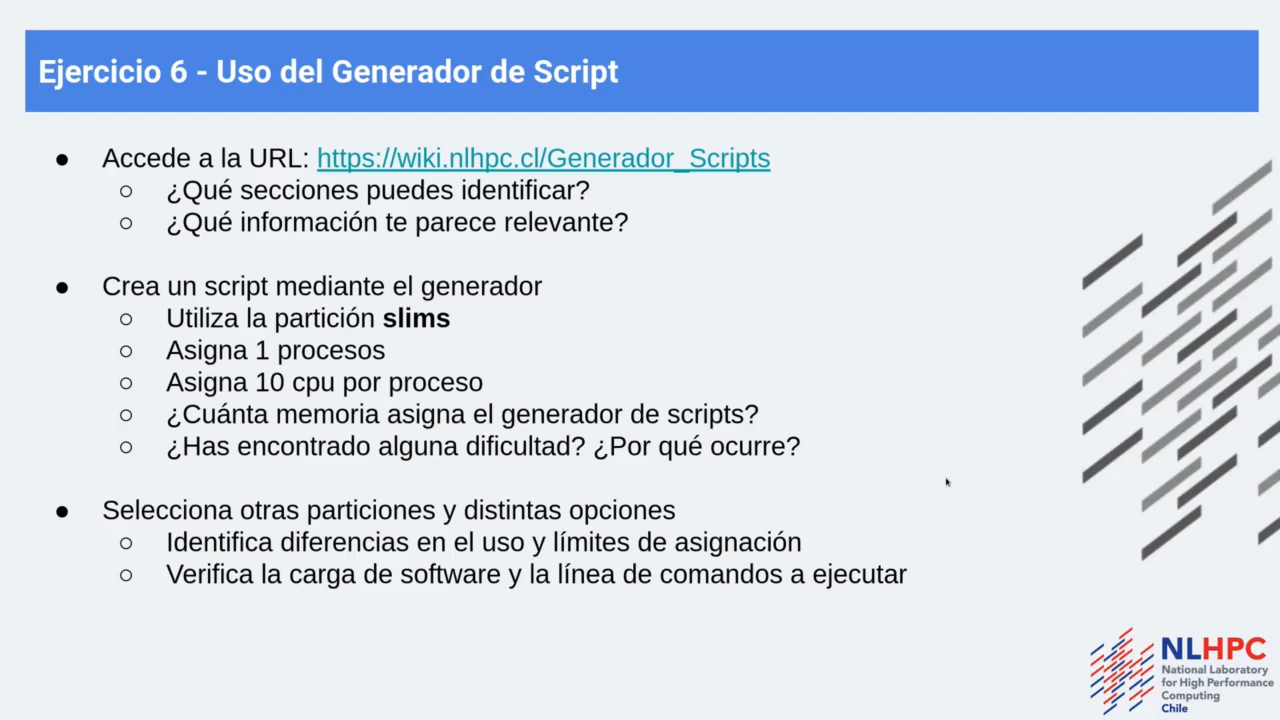 Ejercicio 6 - Uso del Generador de Script
● Accede a la URL: https://wiki.nlhpc.cl/Generador_Scripts
○ ¿Qué secciones puedes identificar?
○ ¿Qué información te parece relevante?
● Crea un script mediante el generador
○ Utiliza la partición slims
○ Asigna 1 procesos
○ Asigna 10 cpu por proceso
○ ¿Cuánta memoria asigna el generador de scripts?
○ ¿Has encontrado alguna dificultad? ¿Por qué ocurre?
● Selecciona otras particiones y distintas opciones
○ Identifica diferencias en el uso y límites de asignación
○ Verifica la carga de software y la línea de comandos a ejecutar
NLHPC
National Laboratory
for High Performance
Computing
Chile